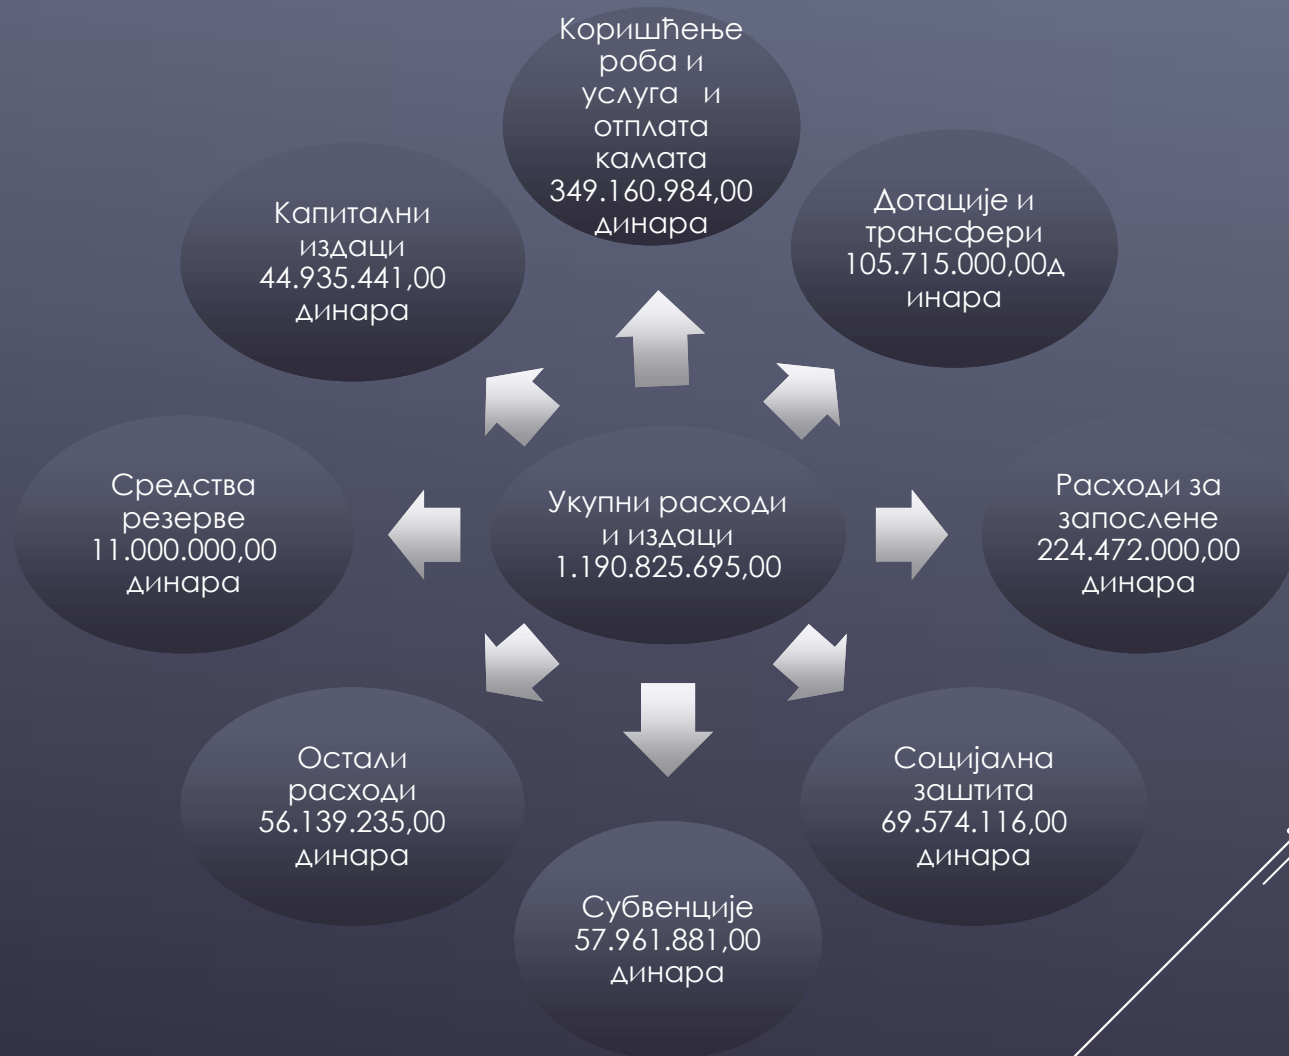 Коришћење
роба и
услуга и
отплата
камата
349.160.984,00
динара
Дотације и
трансфери
105.715.000,00д
инара
Расходи за
запослене
224.472.000,00
динара
Социјална
заштита
69.574.116,00
динара
Субвенције
57.961.881,00
динара
Остали
расходи
56.139.235,00
динара
Средства
резерве
11.000.000,00
динара
Капитални
издаци
44.935.441,00
динара
Укупни расходи
и издаци
1.190.825.695,00